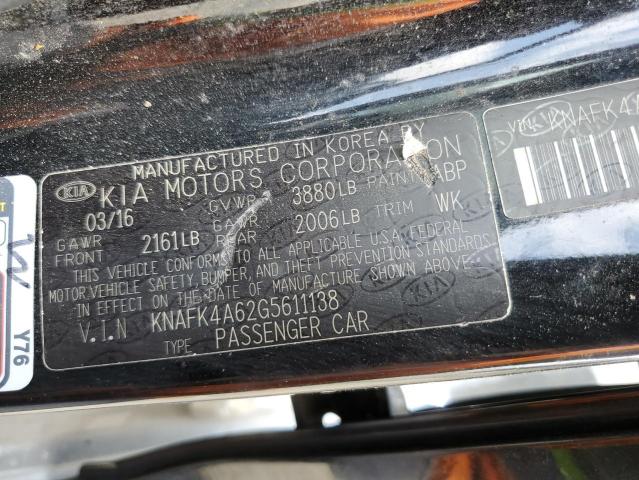 MANUFACTURED IN KOREA BY
KIA KIA MOTORS CORPORATION
03/16 GVWR 3880LB PAINT ABP
GAWR FRONT 2161LB GAWR REAR 2006LB TRIM WK
THIS VEHICLE CONFORMS TO ALL APPLICABLE U.S.A FEDERAL
MOTOR VEHICLE SAFETY, BUMPER, AND THEFT PREVENTION STANDARDS
IN EFFECT ON THE DATE OF MANUFACTURE SHOWN ABOVE.
V.I.N KNAFK4A62G5611138
TYPE: PASSENGER CAR
VIN KNAFK4
Y76